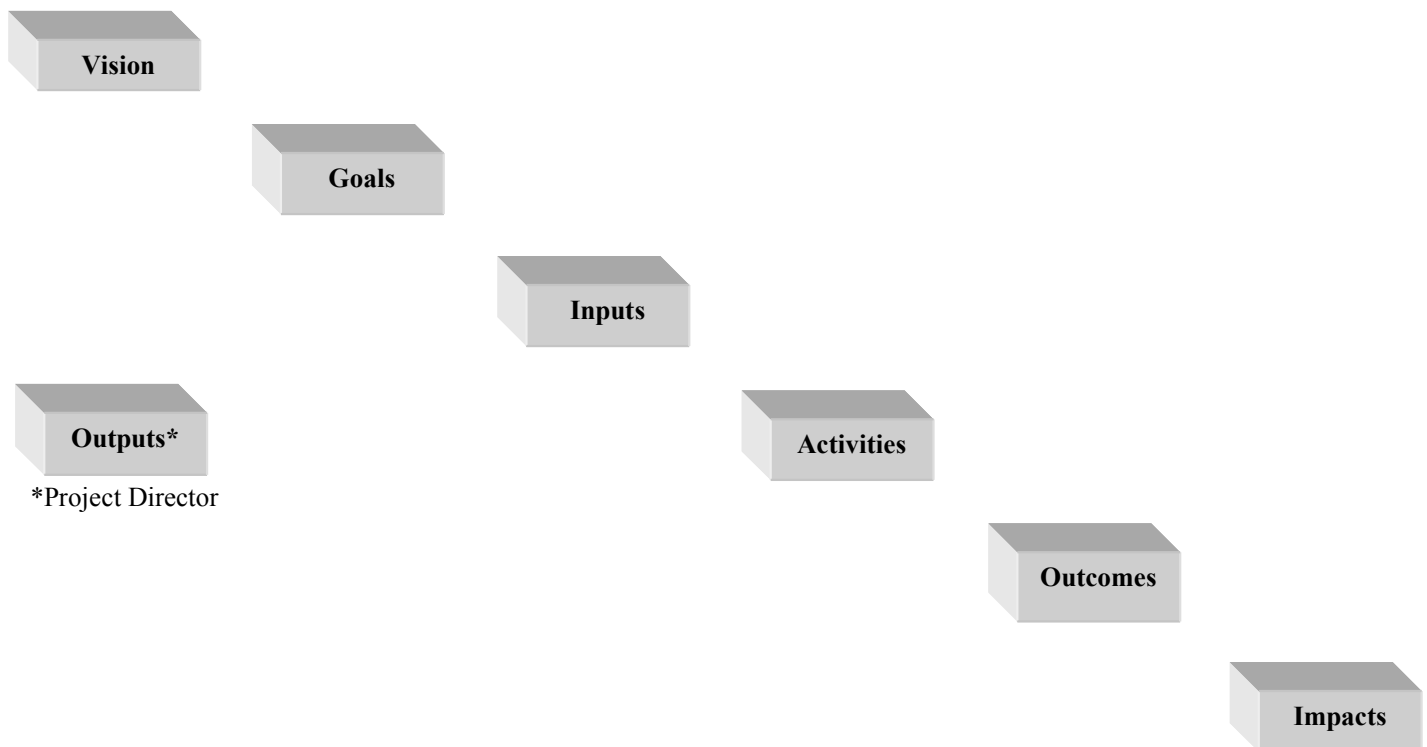 Vision
Goals
Inputs
Outputs*
Activities
*Project Director
Outcomes
Impacts